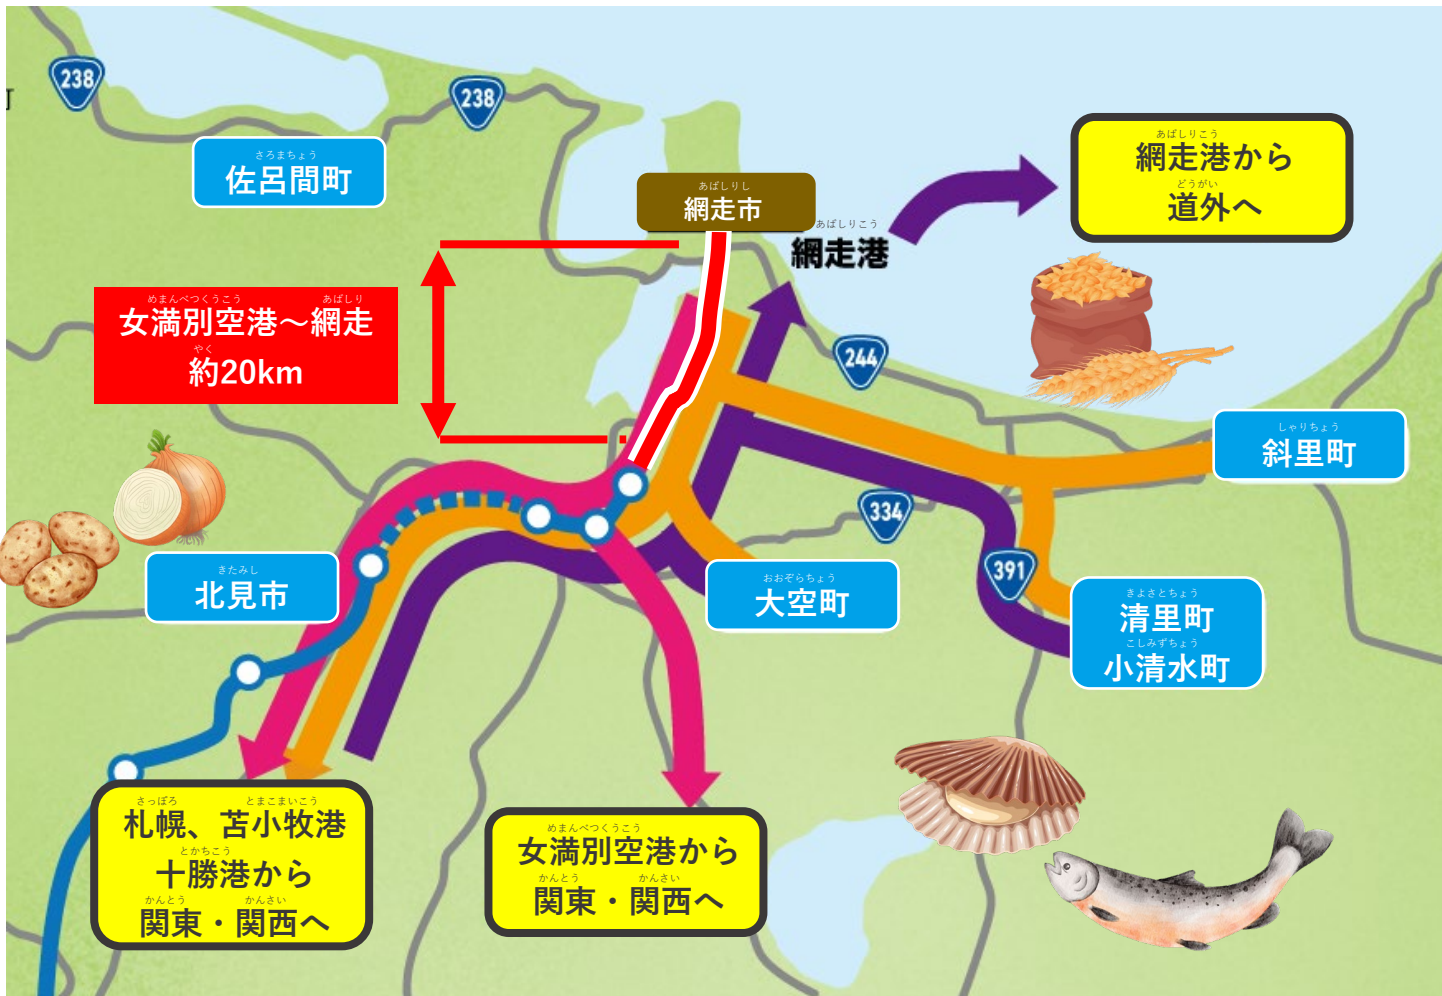 238
238
町
さろまちょう
佐呂間町
あばしりし
網走市
あばしりこう
網走港
あばしりこう
網走港から
どうがい
道外へ
めまんべつくうこう あばしり
女満別空港～網走
やく
約20km
244
しゃりちょう
斜里町
334
391
きたみし
北見市
おおぞらちょう
大空町
きよさとちょう
清里町
こしみずちょう
小清水町
さっぽろ とまこまいこう
札幌、苫小牧港
とかちこう
十勝港から
かんとう かんさい
関東・関西へ
めまんべつくうこう
女満別空港から
かんとう かんさい
関東・関西へ